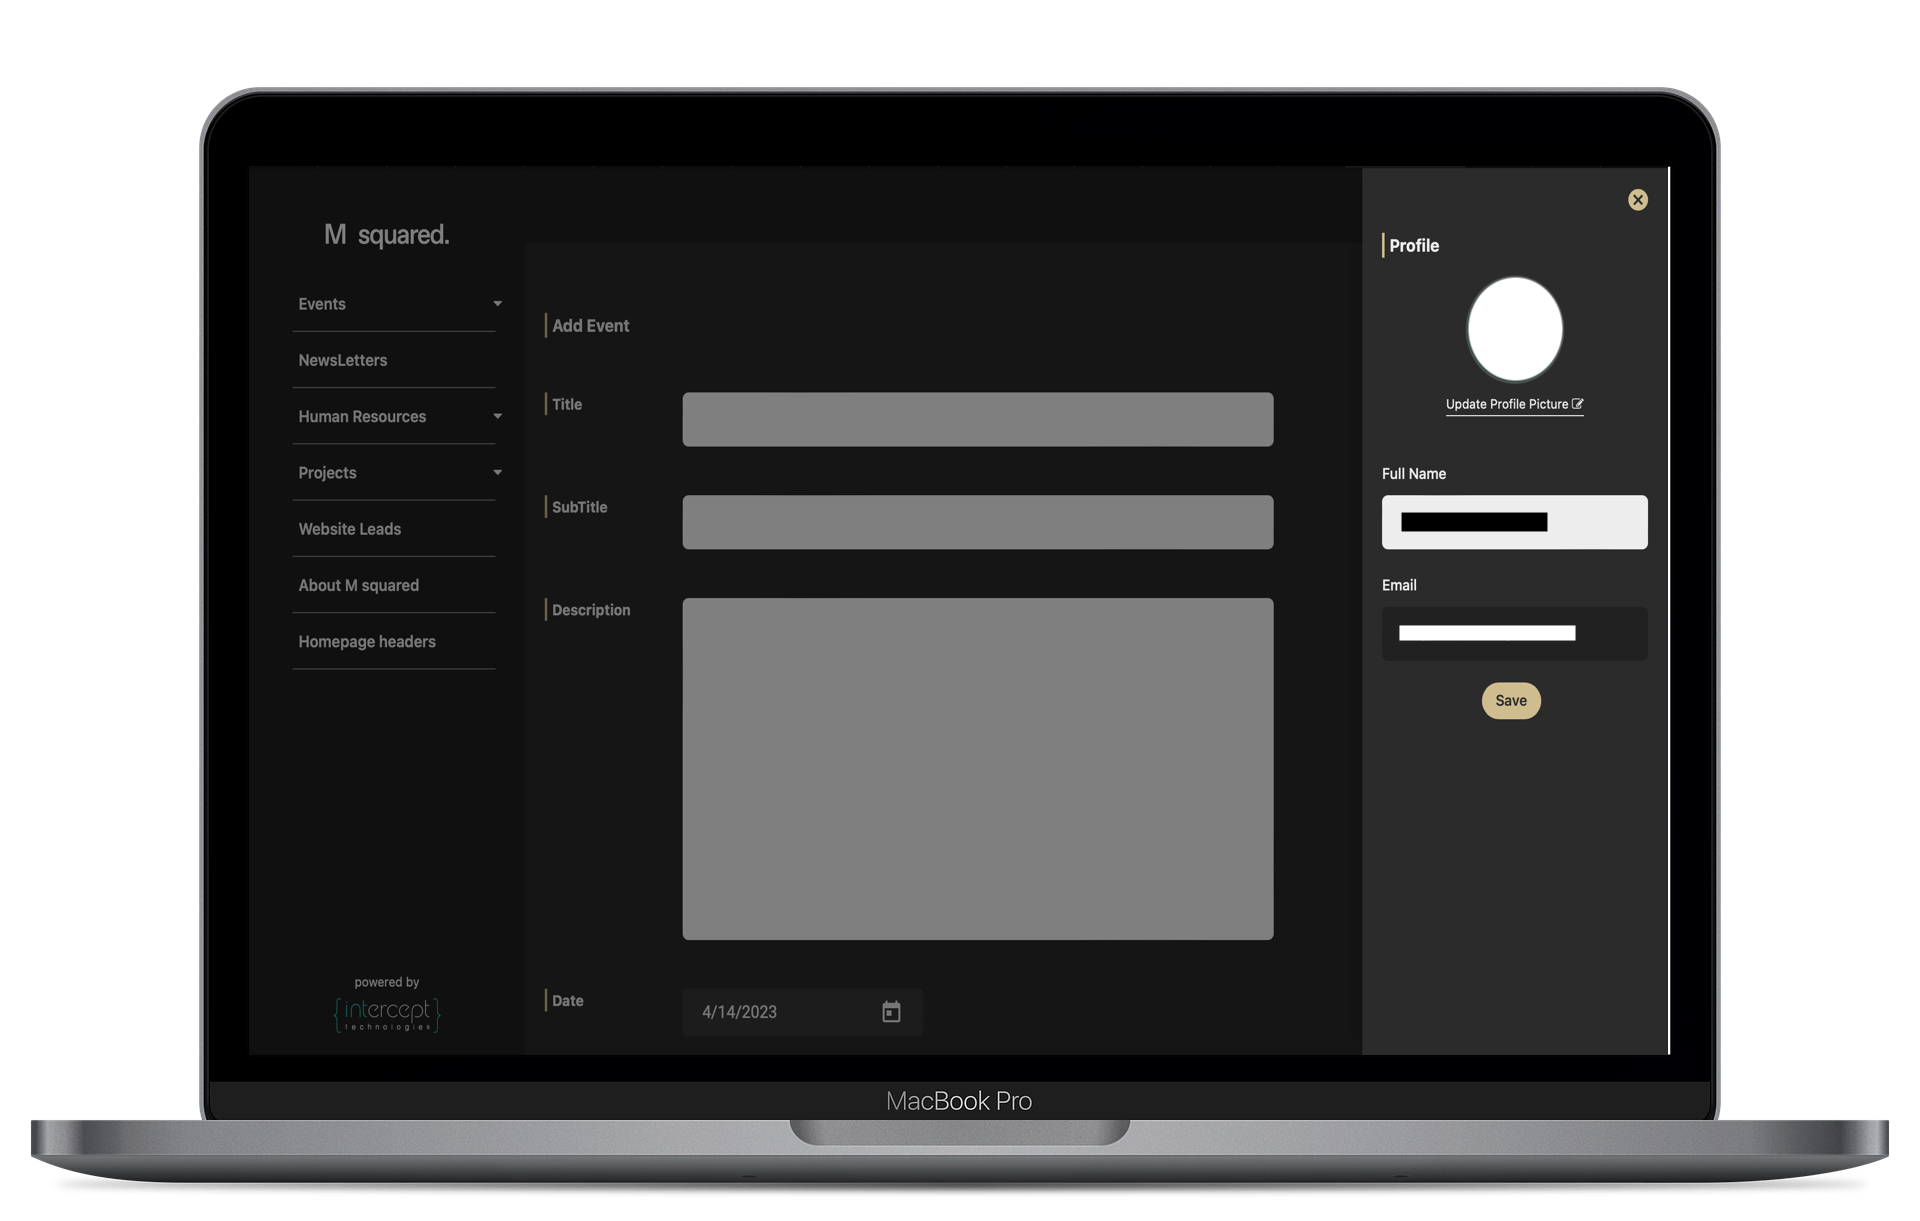 M squared.
Events
NewsLetters
Human Resources
Projects
Website Leads
About M squared
Homepage headers
powered by
{intercept}
technologies
Add Event
Title
SubTitle
Description
Date
4/14/2023
Profile
Update Profile Picture
Full Name
Email
Save
MacBook Pro